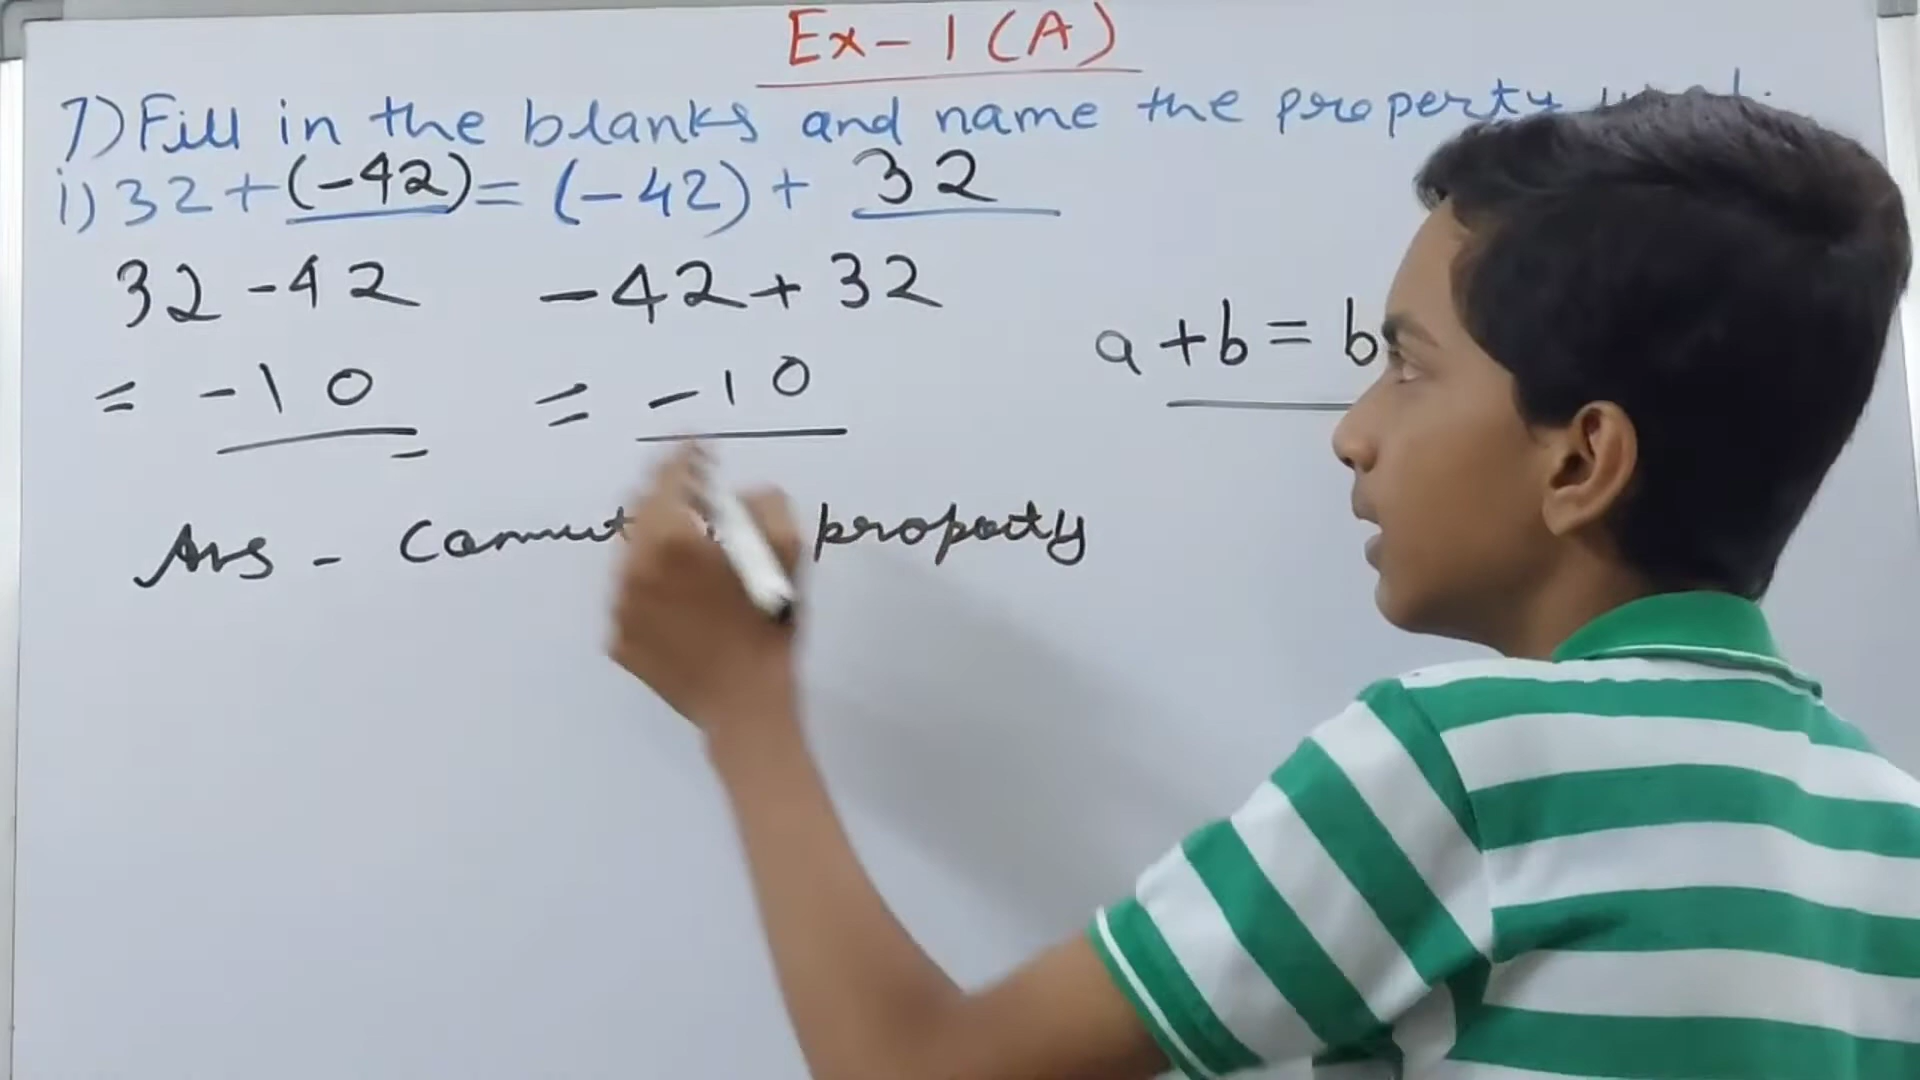 Ex-1(A)
7) Fill in the blanks and name the property
i) 32+(-42)= (-42)+ 32
32-42 -42+32
a+b=b
= -10 = -10
Ans - property